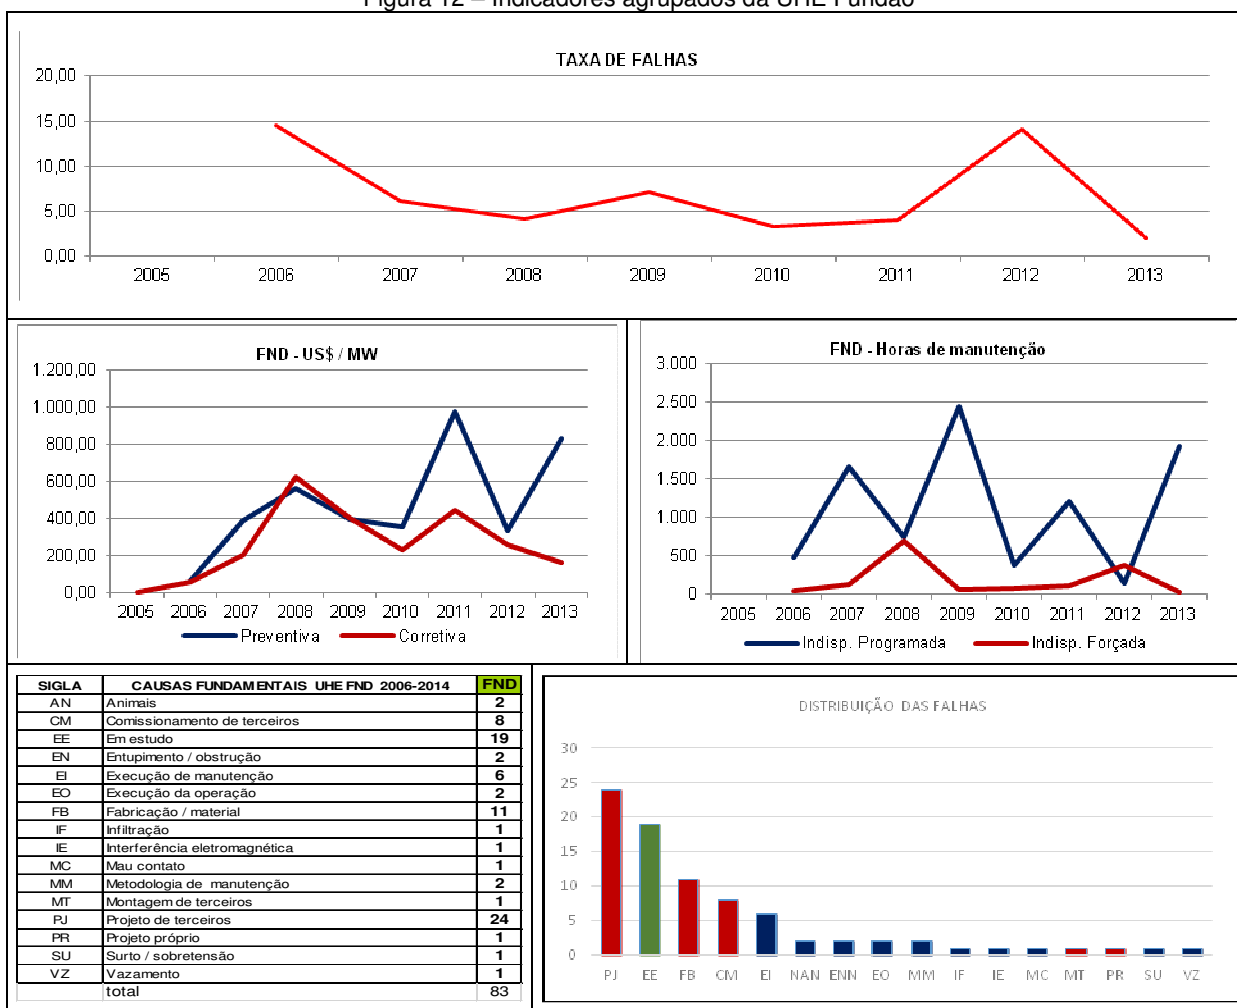 Figura 12 – Indicadores agrupados da UHE Fundão
TAXA DE FALHAS
20,00
15,00
10,00
5,00
0,00
2005 2006 2007 2008 2009 2010 2011 2012 2013
FND - US$ / MW
1.200,00
1.000,00
800,00
600,00
400,00
200,00
0,00
2005 2006 2007 2008 2009 2010 2011 2012 2013
Preventiva Corretiva
FND - Horas de manutenção
3.000
2.500
2.000
1.500
1.000
500
0
2005 2006 2007 2008 2009 2010 2011 2012 2013
Indisp. Programada Indisp. Forçada
SIGLA CAUSAS FUNDAMENTAIS UHE FND 2006-2014 FND
AN Animais 2
CM Comissionamento de terceiros 8
EE Em estudo 19
EN Entupimento / obstrução 2
EI Execução de manutenção 6
EO Execução da operação 2
FB Fabricação / material 11
IF Infiltração 1
IE Interferência eletromagnética 1
MC Mau contato 1
MM Metodologia de manutenção 2
MT Montagem de terceiros 1
PJ Projeto de terceiros 24
PR Projeto próprio 1
SU Surto / sobretensão 1
VZ Vazamento 1
total 83
DISTRIBUIÇÃO DAS FALHAS
30
25
20
15
10
5
0
PJ EE FB CM EI NAN ENN EO MM IF IE MC MT PR SU VZ